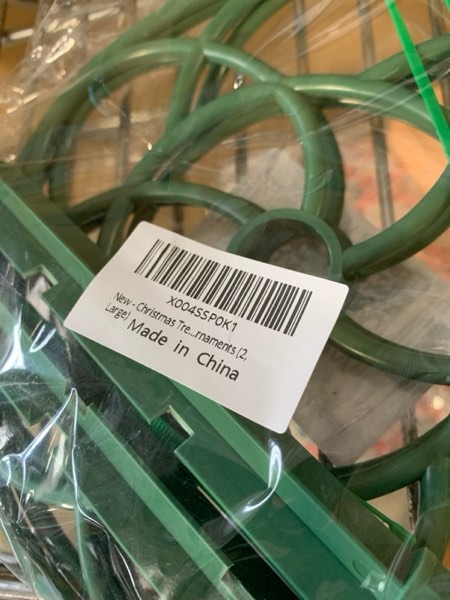 X004SSP0K1
New - Christmas Tre...rnaments (2,
Large)
Made in China